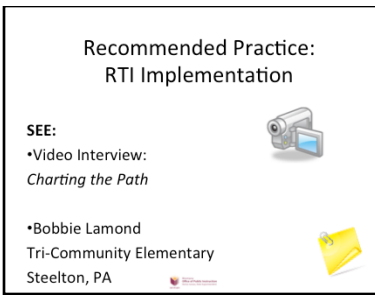 Recommended Practice:
RTI Implementation
SEE:
•Video Interview:
Charting the Path
•Bobbie Lamond
Tri-Community Elementary
Steelton, PA